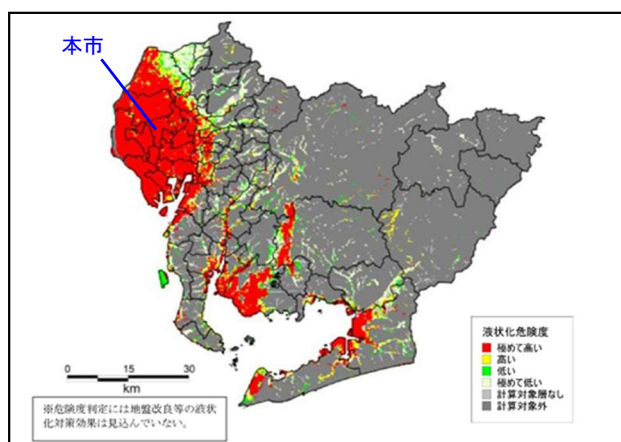 本市
液状化危険度
極めて高い
高い
低い
極めて低い
計算対象層なし
計算対象外
0 15 30
km
※危険度判定には地盤改良等の液状
化対策効果は見込んでいない。